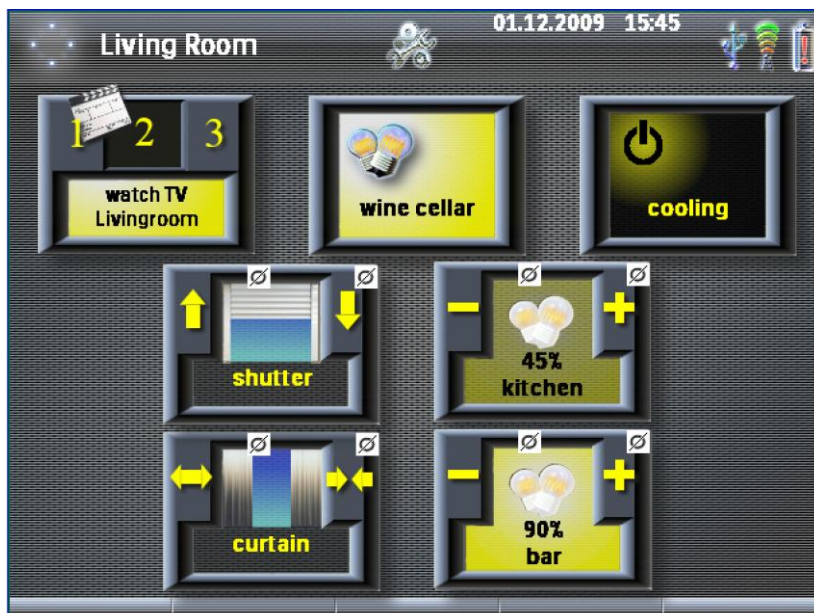 Living Room
01.12.2009 15:45
1 2 3
watch TV
Livingroom
wine cellar
cooling
shutter
45%
kitchen
curtain
90%
bar